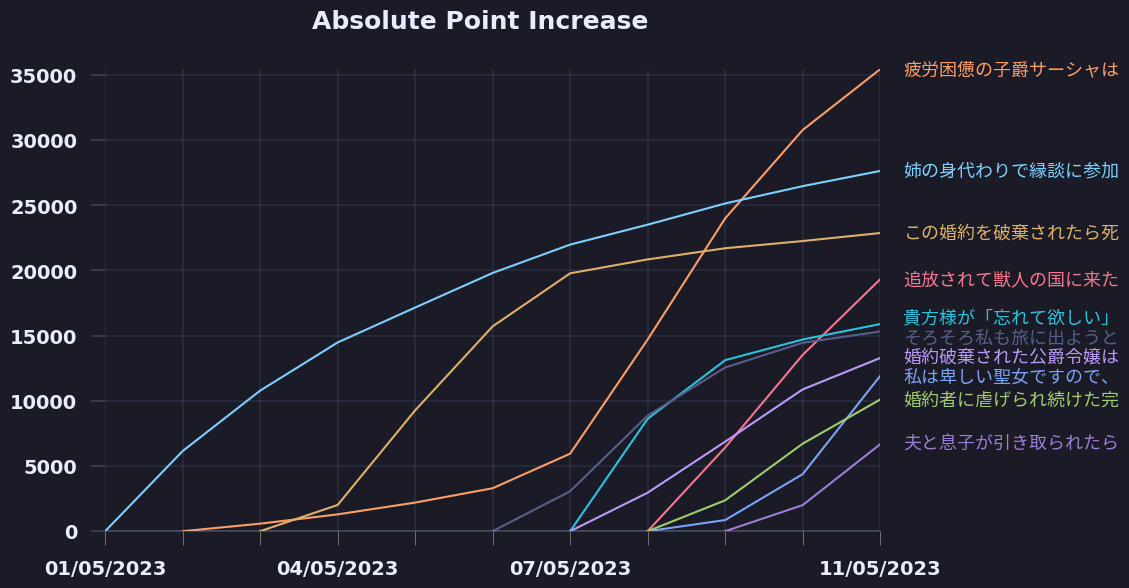 Absolute Point Increase
35000
30000
25000
20000
15000
10000
5000
0
01/05/2023
04/05/2023
07/05/2023
11/05/2023
疲労困憊の子爵サーシャは
姉の身代わりで縁談に参加
この婚約を破棄されたら死
追放されて獣人の国に来た
貴方様が「忘れて欲しい」
そろそろ私も旅に出ようと
婚約破棄された公爵令嬢は
私は卑しい聖女ですので、
婚約者に虐げられ続けた完
夫と息子が引き取られたら